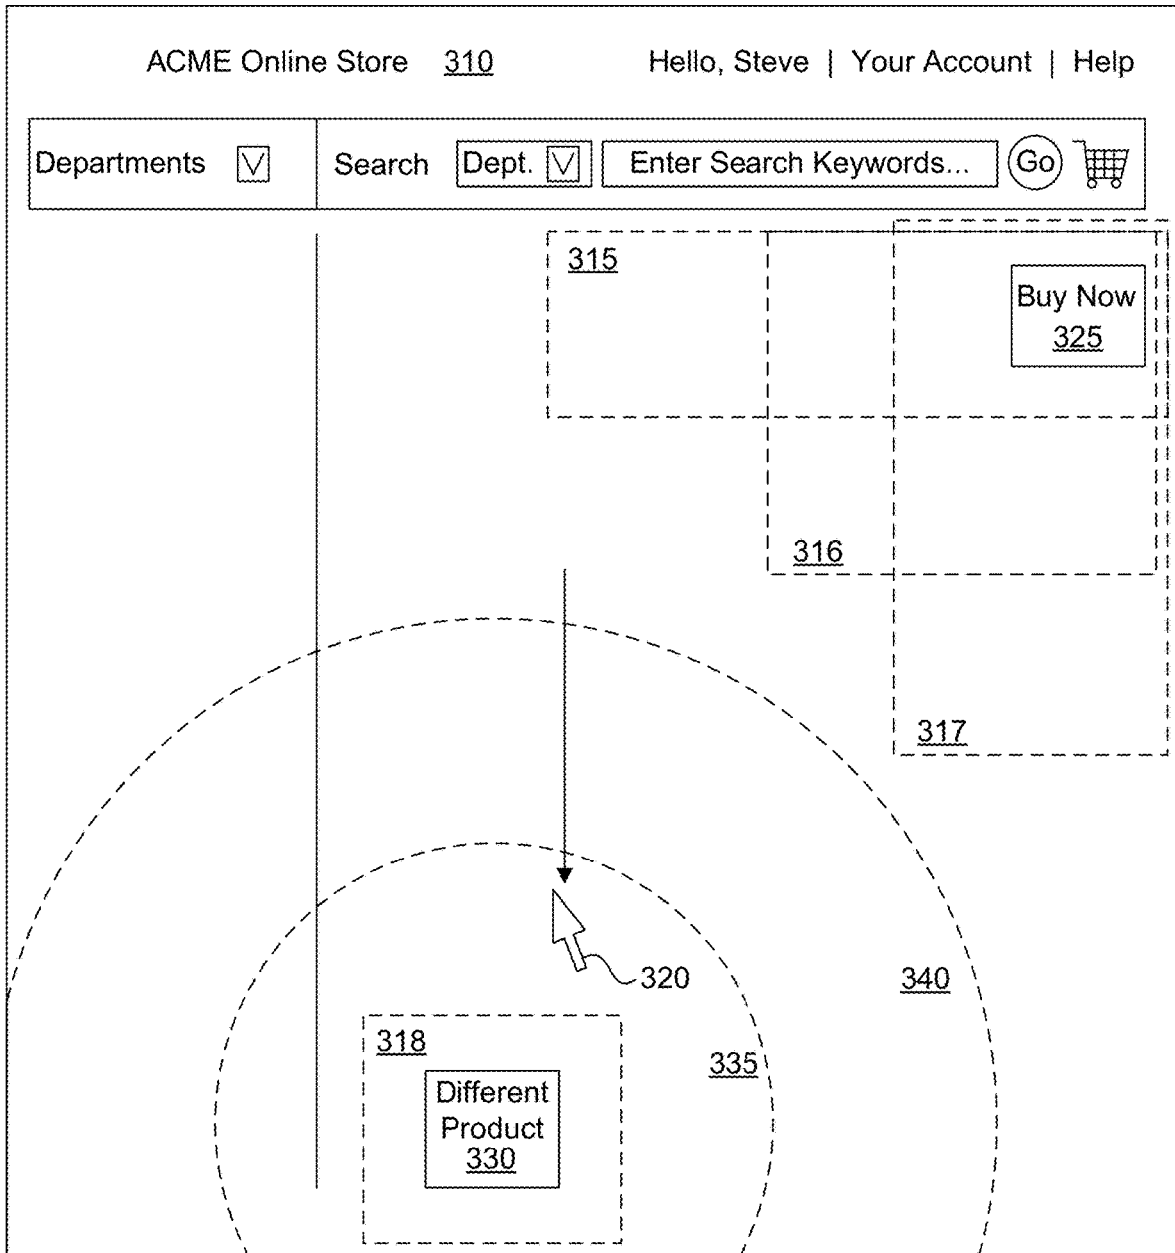 ACME Online Store 310 Hello, Steve | Your Account | Help
Departments Search Dept. Enter Search Keywords... Go
315
Buy Now
325
316
317
320
340
318
335
Different
Product
330